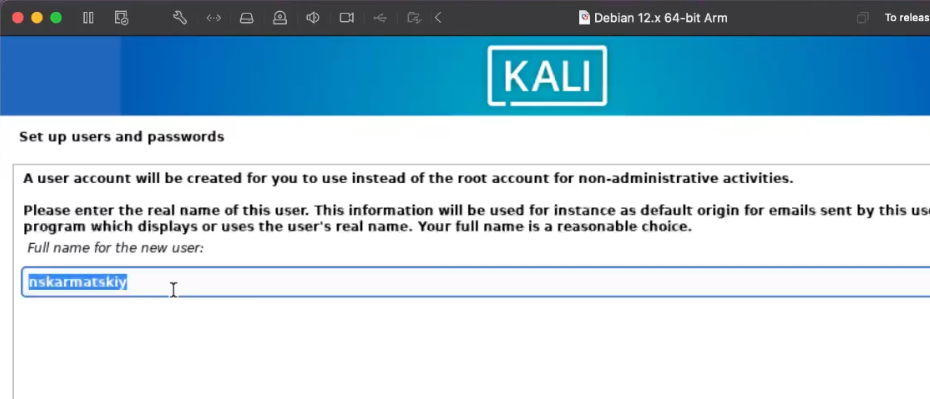 Debian 12.x 64-bit Arm
To releas
KALI
Set up users and passwords
A user account will be created for you to use instead of the root account for non-administrative activities.
Please enter the real name of this user. This information will be used for instance as default origin for emails sent by this use
program which displays or uses the user's real name. Your full name is a reasonable choice.
Full name for the new user:
nskarmatskiy